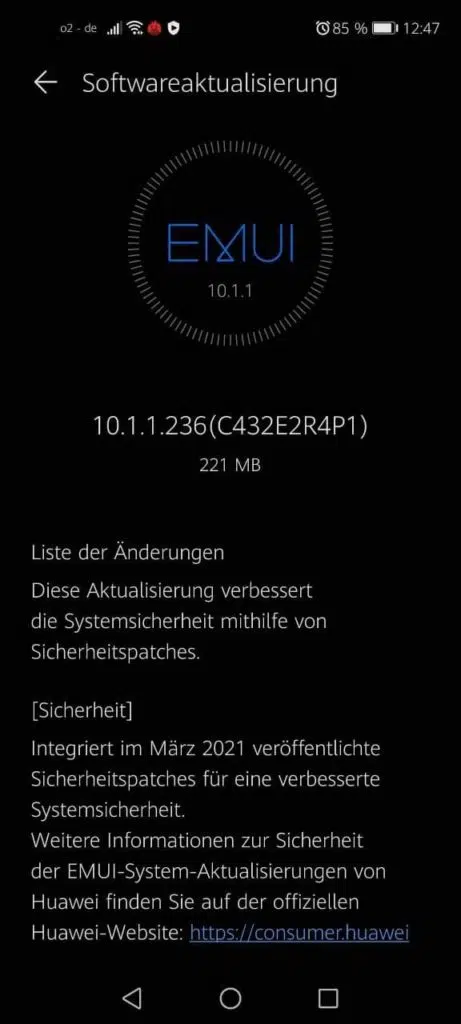 o2 - de 85 % 12:47
Softwareaktualisierung
EMUI
10.1.1
10.1.1.236(C432E2R4P1)
221 MB
Liste der Änderungen
Diese Aktualisierung verbessert
die Systemsicherheit mithilfe von
Sicherheitspatches.
[Sicherheit]
Integriert im März 2021 veröffentlichte
Sicherheitspatches für eine verbesserte
Systemsicherheit.
Weitere Informationen zur Sicherheit
der EMUI-System-Aktualisierungen von
Huawei finden Sie auf der offiziellen
Huawei-Website: https://consumer.huawei